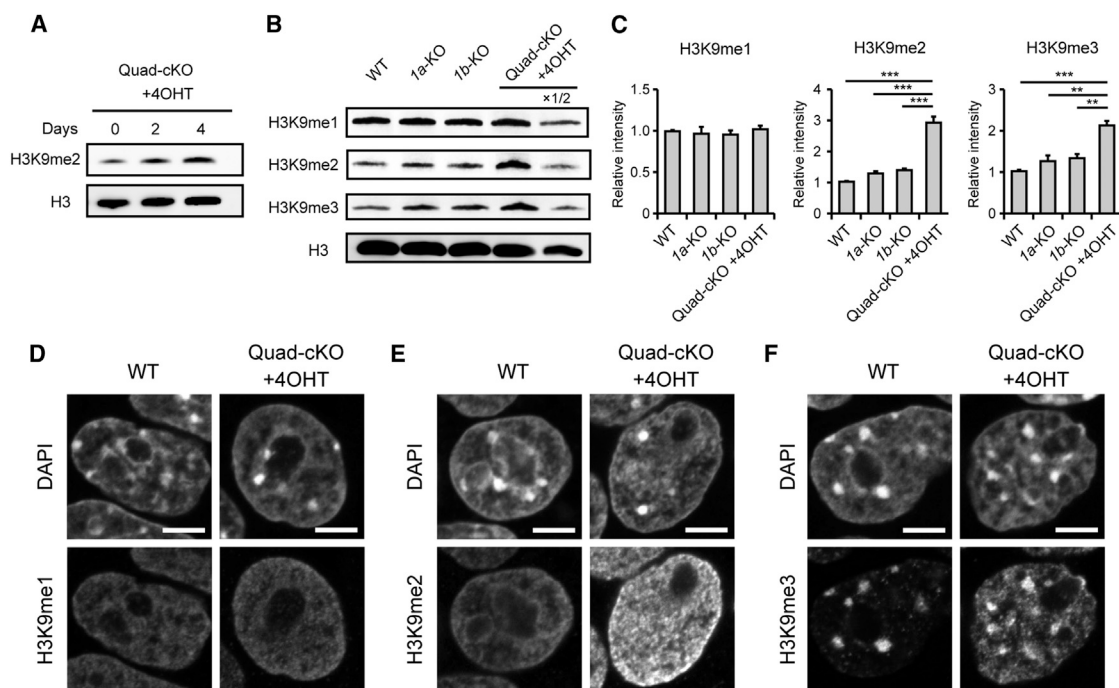 A
Quad-cKO
+4OHT
Days 0 2 4
H3K9me2
H3
B
WT
1a-KO
1b-KO
Quad-cKO
+4OHT
×1/2
H3K9me1
H3K9me2
H3K9me3
H3
C
H3K9me1
Relative intensity
1.5
1.0
0.5
0
WT
1a-KO
1b-KO
Quad-cKO +4OHT
H3K9me2
Relative intensity
4
3
2
1
0
***
***
***
WT
1a-KO
1b-KO
Quad-cKO +4OHT
H3K9me3
Relative intensity
3
2
1
0
***
**
**
WT
1a-KO
1b-KO
Quad-cKO +4OHT
D
WT
Quad-cKO
+4OHT
DAPI
H3K9me1
E
WT
Quad-cKO
+4OHT
DAPI
H3K9me2
F
WT
Quad-cKO
+4OHT
DAPI
H3K9me3